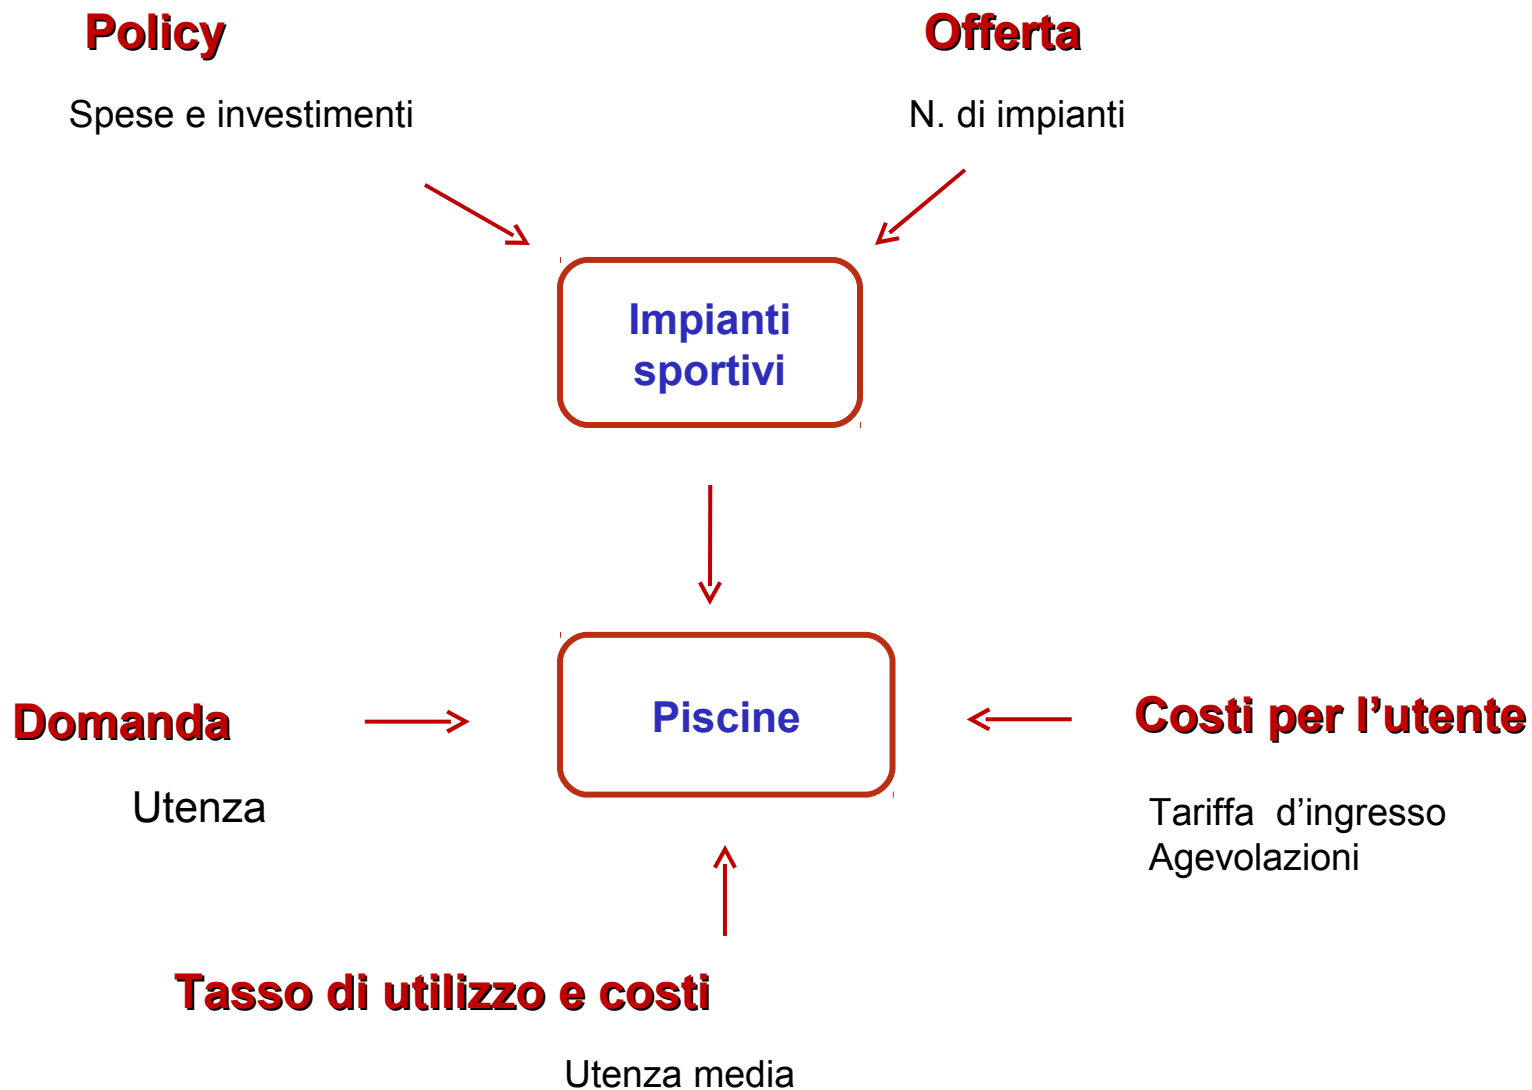 Policy
Offerta
Spese e investimenti
N. di impianti
Impianti
sportivi
Domanda
Piscine
Costi per l’utente
Utenza
Tariffa  d’ingresso
Agevolazioni
Tasso di utilizzo e costi
Utenza media